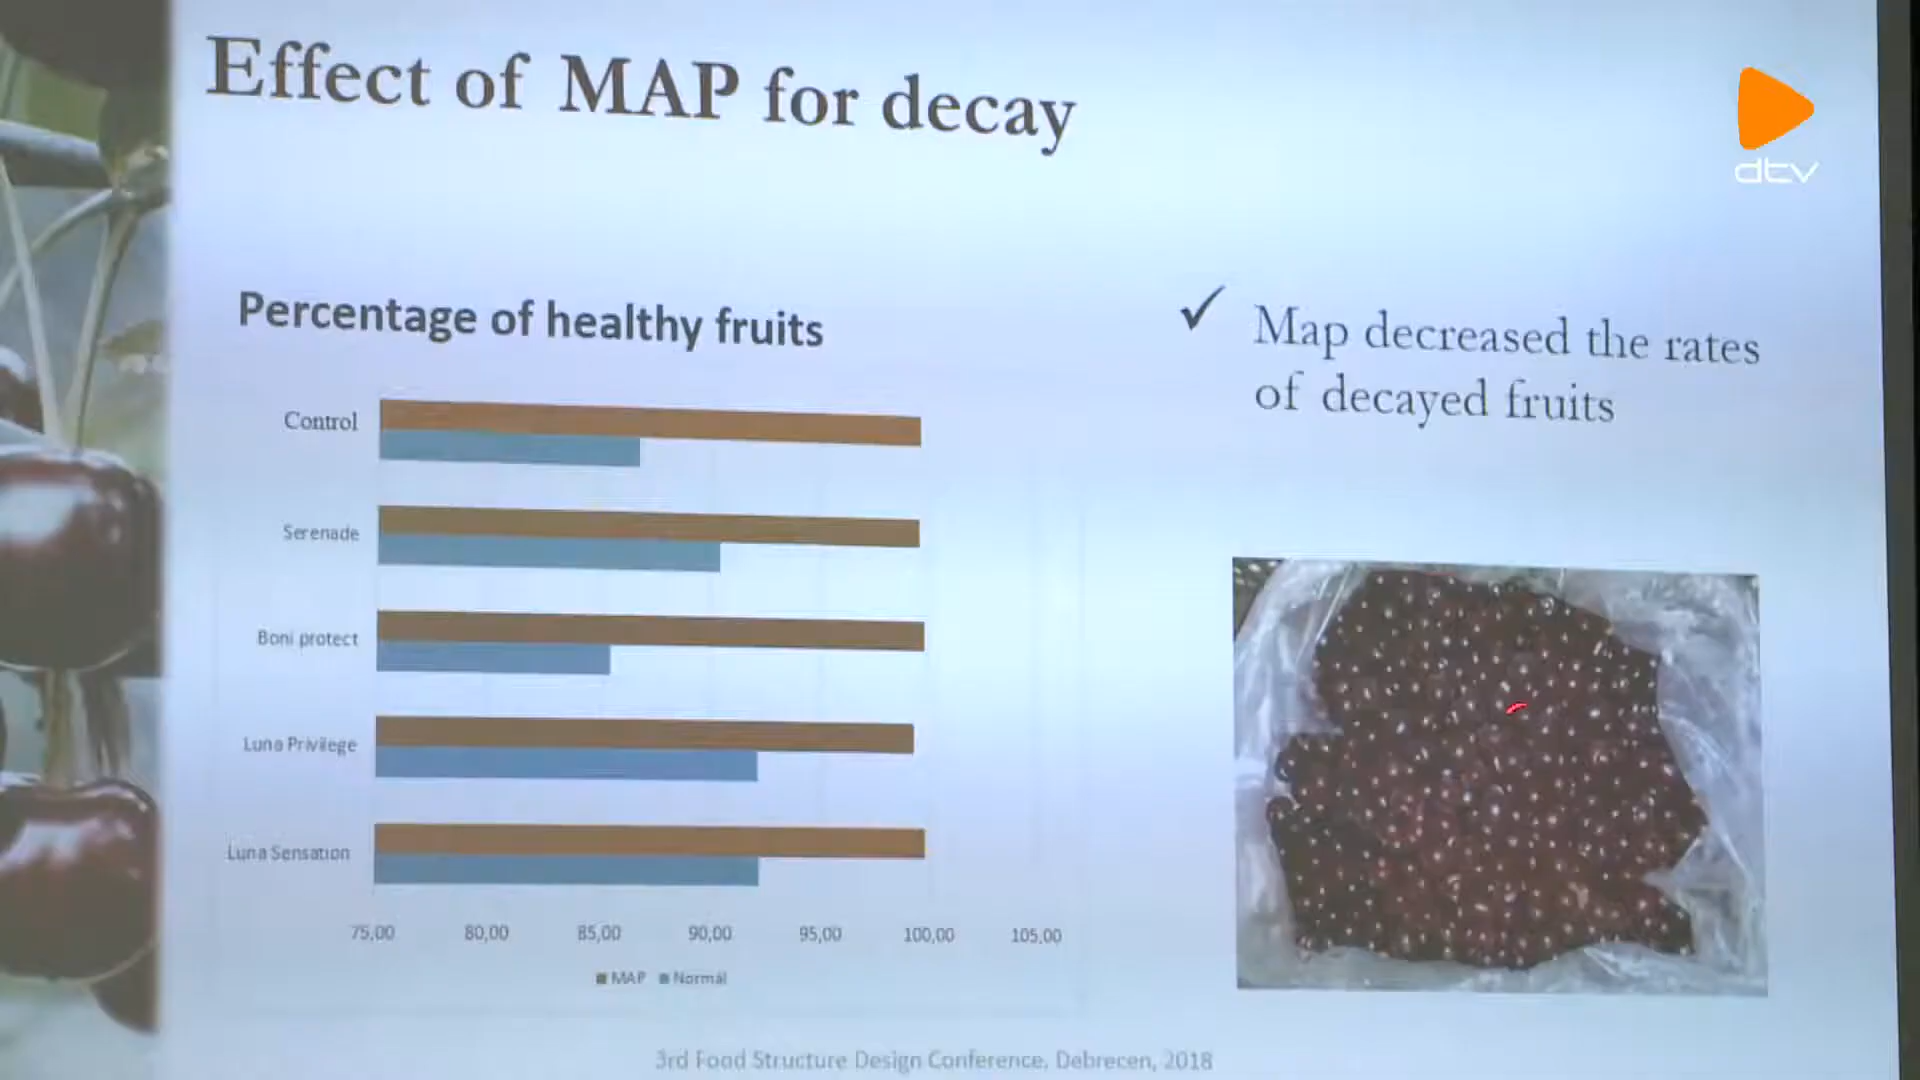 Effect of MAP for decay
dtv
Percentage of healthy fruits
Control
Serenade
Boni protect
Luna Privilege
Luna Sensation
75,00 80,00 85,00 90,00 95,00 100,00 105,00
MAP Normál
✓ Map decreased the rates
of decayed fruits
3rd Food Structure Design Conference, Debrecen, 2018